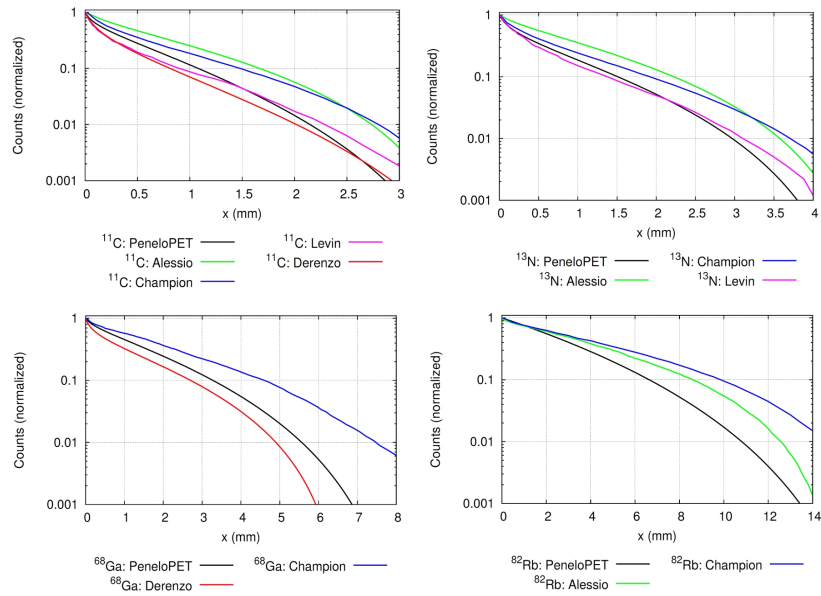 1
0.1
0.01
0.001
Counts (normalized)
0 0.5 1 1.5 2 2.5 3
x (mm)
¹¹C: PeneloPET
¹¹C: Alessio
¹¹C: Champion
¹¹C: Levin
¹¹C: Derenzo
1
0.1
0.01
0.001
Counts (normalized)
0 0.5 1 1.5 2 2.5 3 3.5 4
x (mm)
¹³N: PeneloPET
¹³N: Alessio
¹³N: Champion
¹³N: Levin
1
0.1
0.01
0.001
Counts (normalized)
0 1 2 3 4 5 6 7 8
x (mm)
⁶⁸Ga: PeneloPET
⁶⁸Ga: Derenzo
⁶⁸Ga: Champion
1
0.1
0.01
0.001
Counts (normalized)
0 2 4 6 8 10 12 14
x (mm)
⁸²Rb: PeneloPET
⁸²Rb: Alessio
⁸²Rb: Champion